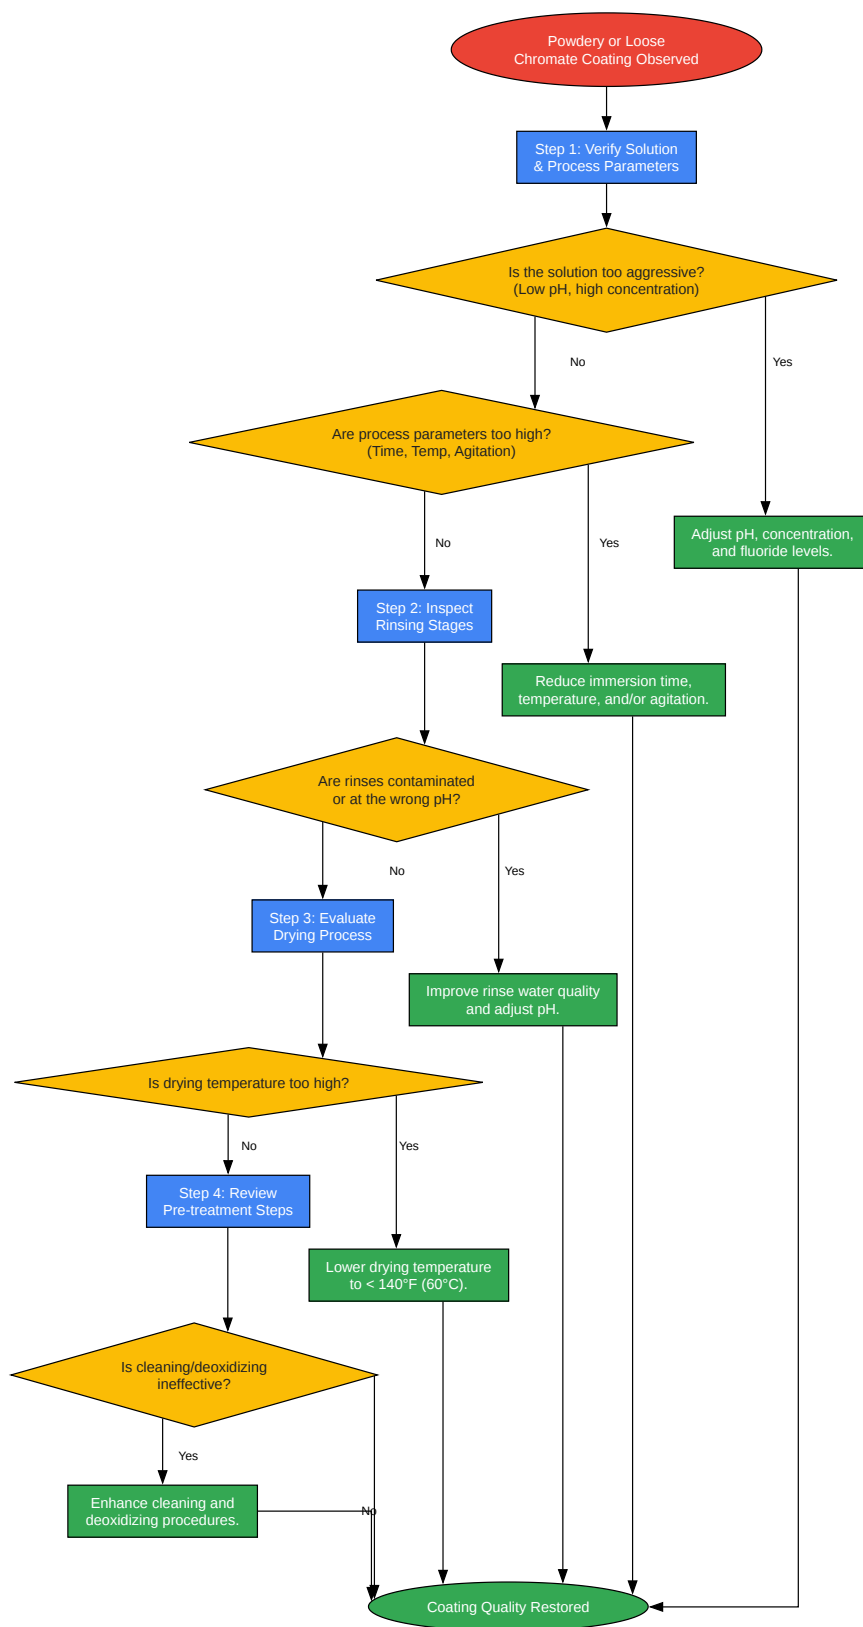 Powdery or Loose
Chromate Coating Observed
Step 1: Verify Solution
& Process Parameters
Is the solution too aggressive?
(Low pH, high concentration)
No
Yes
Are process parameters too high?
(Time, Temp, Agitation)
No
Yes
Adjust pH, concentration,
and fluoride levels.
Step 2: Inspect
Rinsing Stages
Reduce immersion time,
temperature, and/or agitation.
Are rinses contaminated
or at the wrong pH?
No
Yes
Step 3: Evaluate
Drying Process
Improve rinse water quality
and adjust pH.
Is drying temperature too high?
No
Yes
Step 4: Review
Pre-treatment Steps
Lower drying temperature
to < 140°F (60°C).
Is cleaning/deoxidizing
ineffective?
Yes
No
Enhance cleaning and
deoxidizing procedures.
Coating Quality Restored